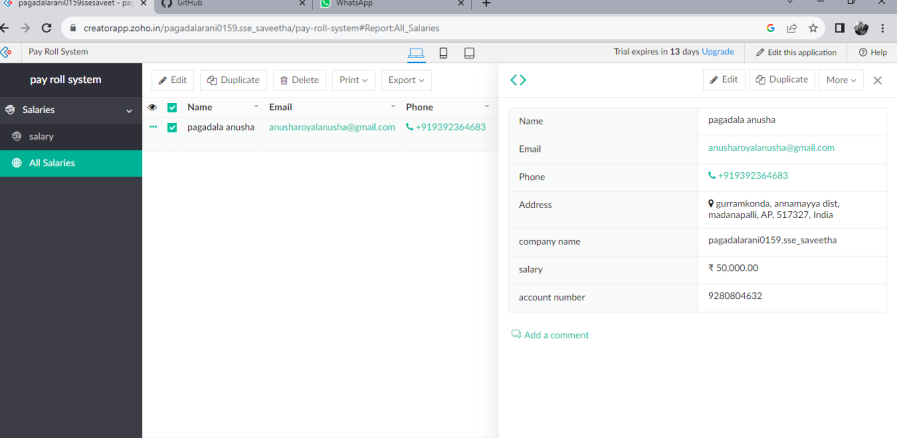 pagadalarani0159ssesaveet - pay
GitHub
WhatsApp
creatorapp.zoho.in/pagadalarani0159.sse_saveetha/pay-roll-system#Report:All_Salaries
Pay Roll System
Trial expires in 13 days Upgrade
Edit this application
Help
pay roll system
Salaries
salary
All Salaries
Edit
Duplicate
Delete
Print
Export
Name Email Phone
pagadala anusha anusharoyalanusha@gmail.com +919392364683
Edit
Duplicate
More
Name pagadala anusha
Email anusharoyalanusha@gmail.com
Phone +919392364683
Address gurramkonda, annamayya dist,
madanapalli, AP, 517327, India
company name pagadalarani0159.sse_saveetha
salary ₹ 50,000.00
account number 9280804632
Add a comment